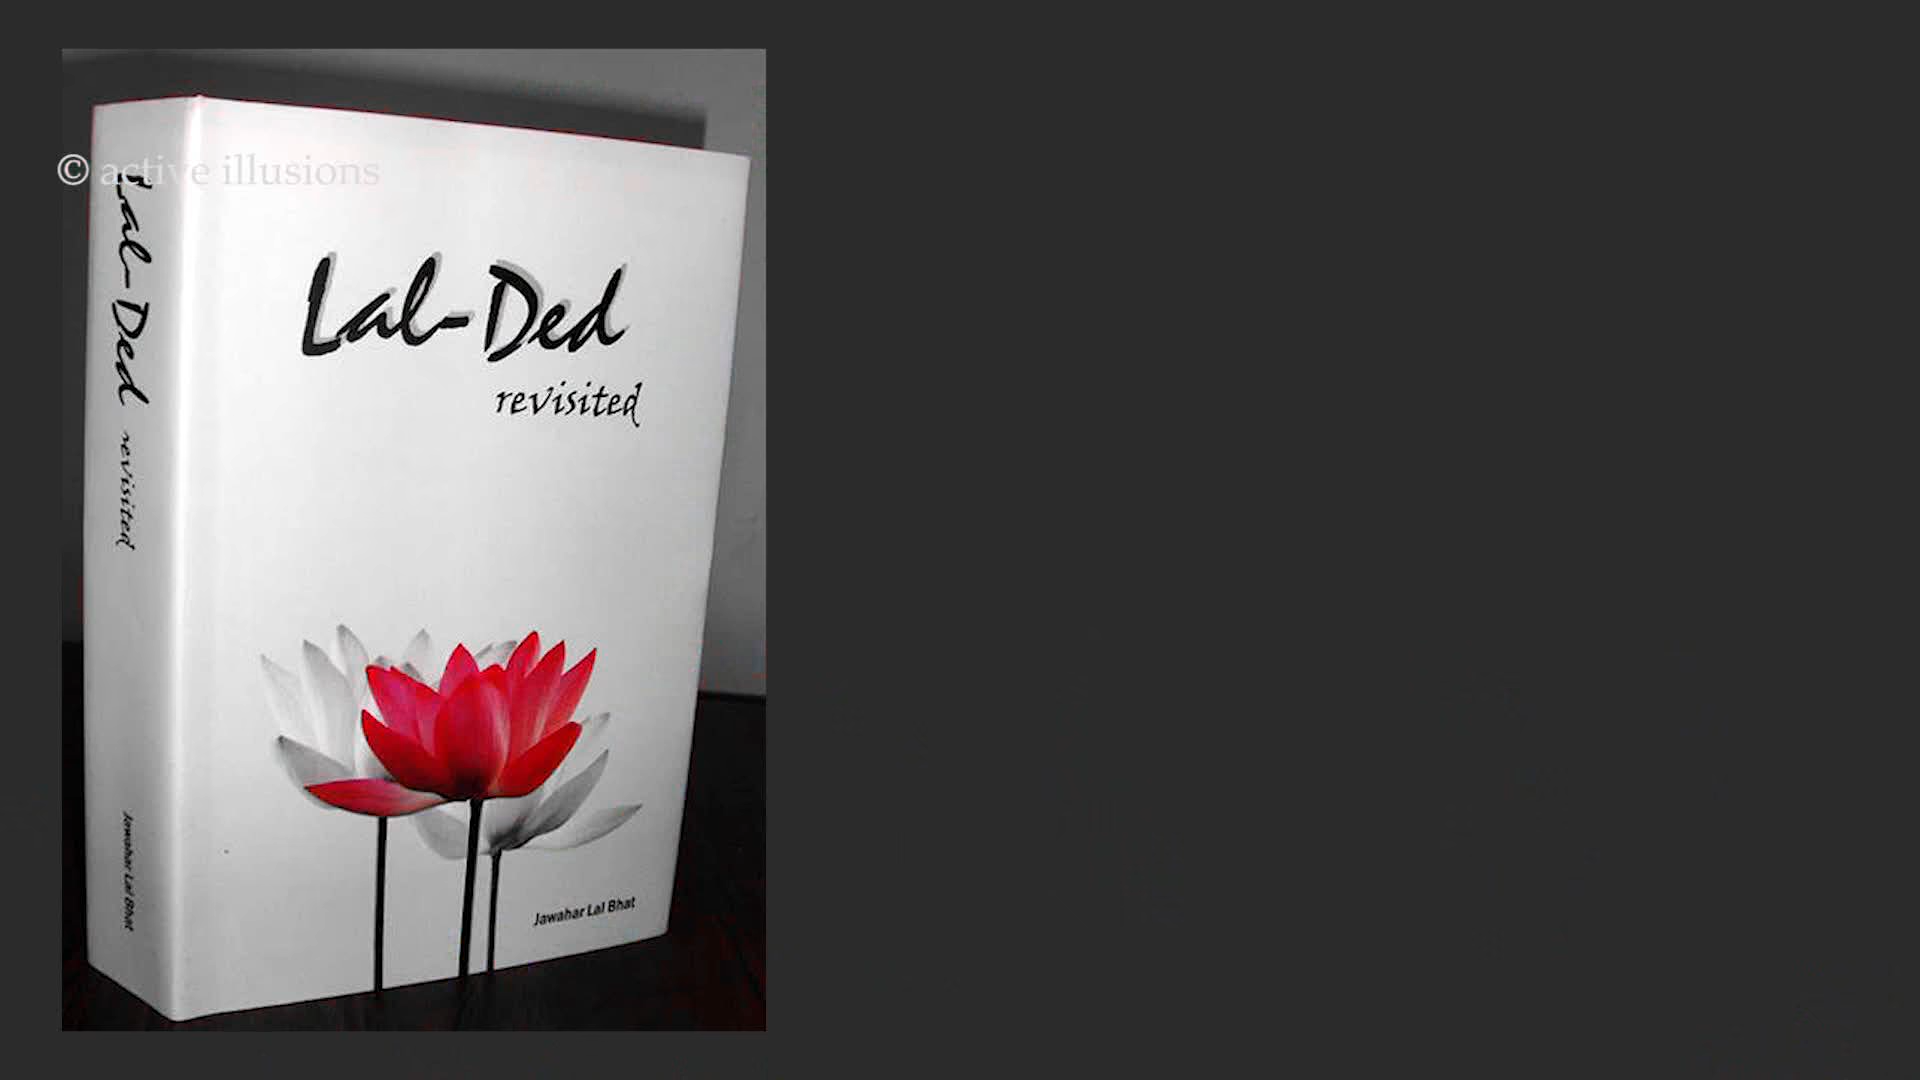 © active illusions
Lal-Ded
revisited
Jawahar Lal Bhat
Lal-Ded revisited
Jawahar Lal Bhat